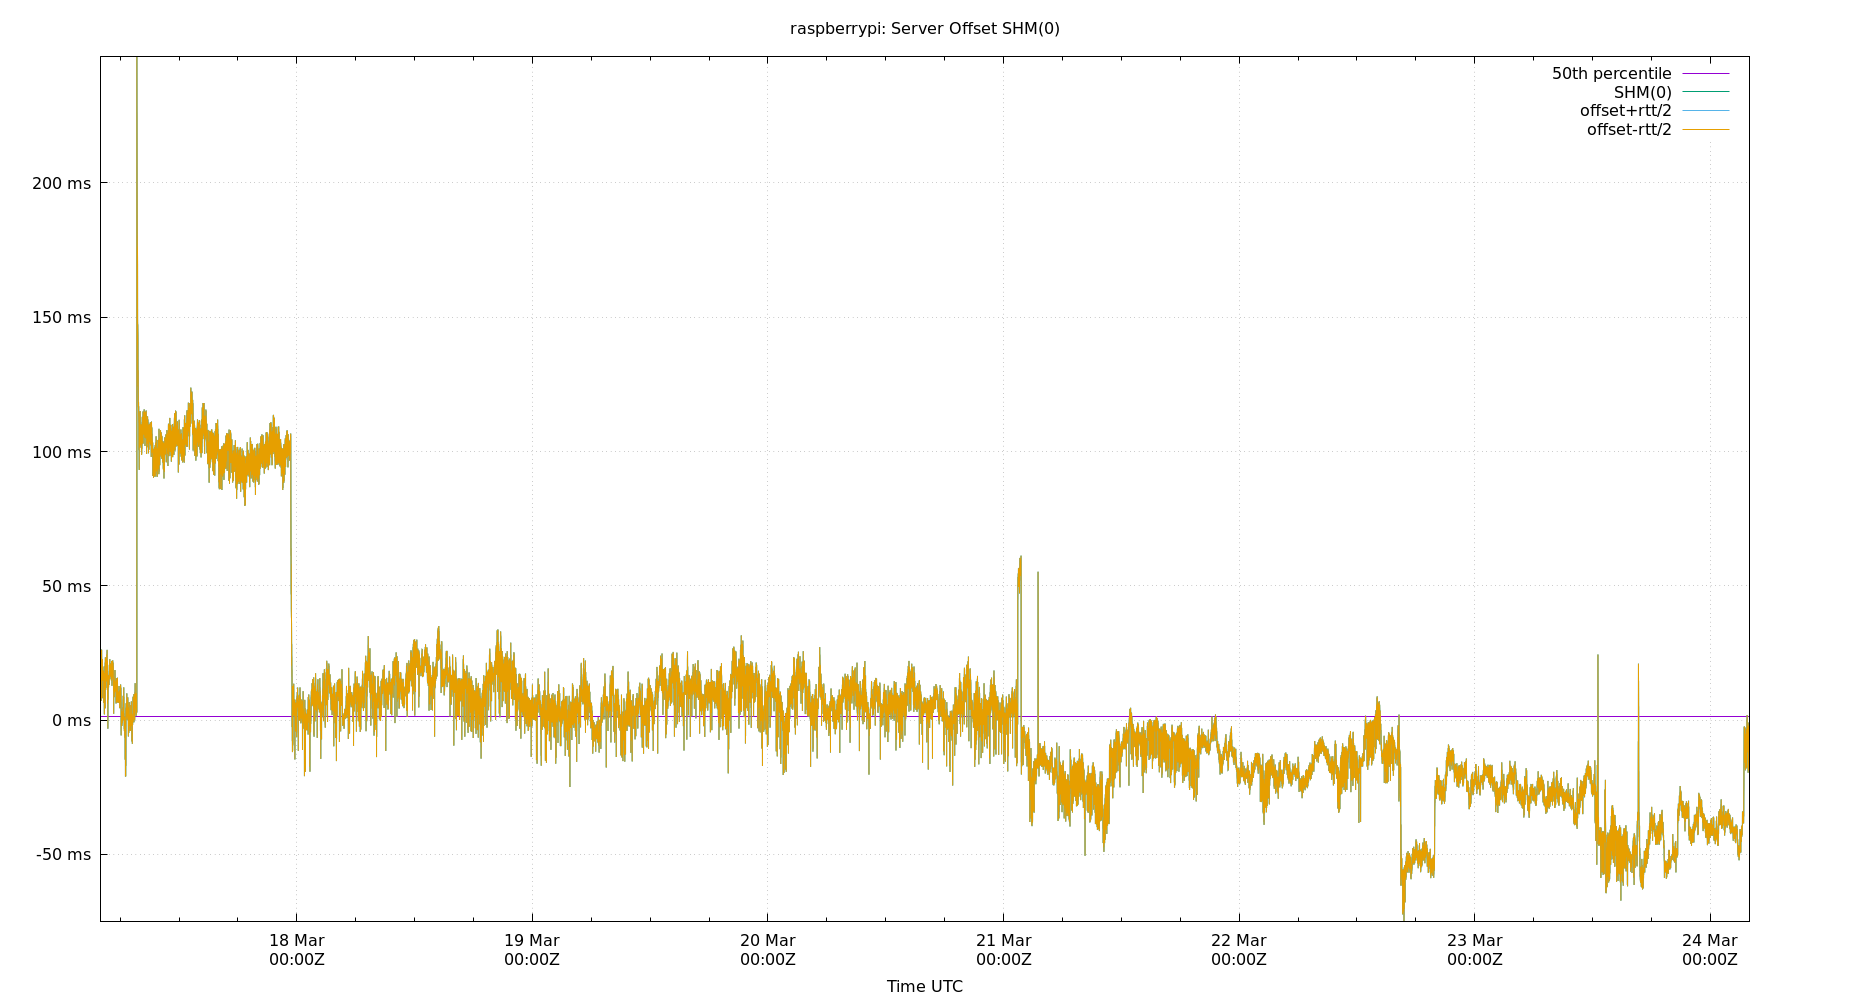 raspberrypi: Server Offset SHM(0)
50th percentile
SHM(0)
offset+rtt/2
offset-rtt/2
200 ms
150 ms
100 ms
50 ms
0 ms
-50 ms
18 Mar 19 Mar 20 Mar 21 Mar 22 Mar 23 Mar 24 Mar
00:00Z 00:00Z 00:00Z 00:00Z 00:00Z 00:00Z 00:00Z
Time UTC